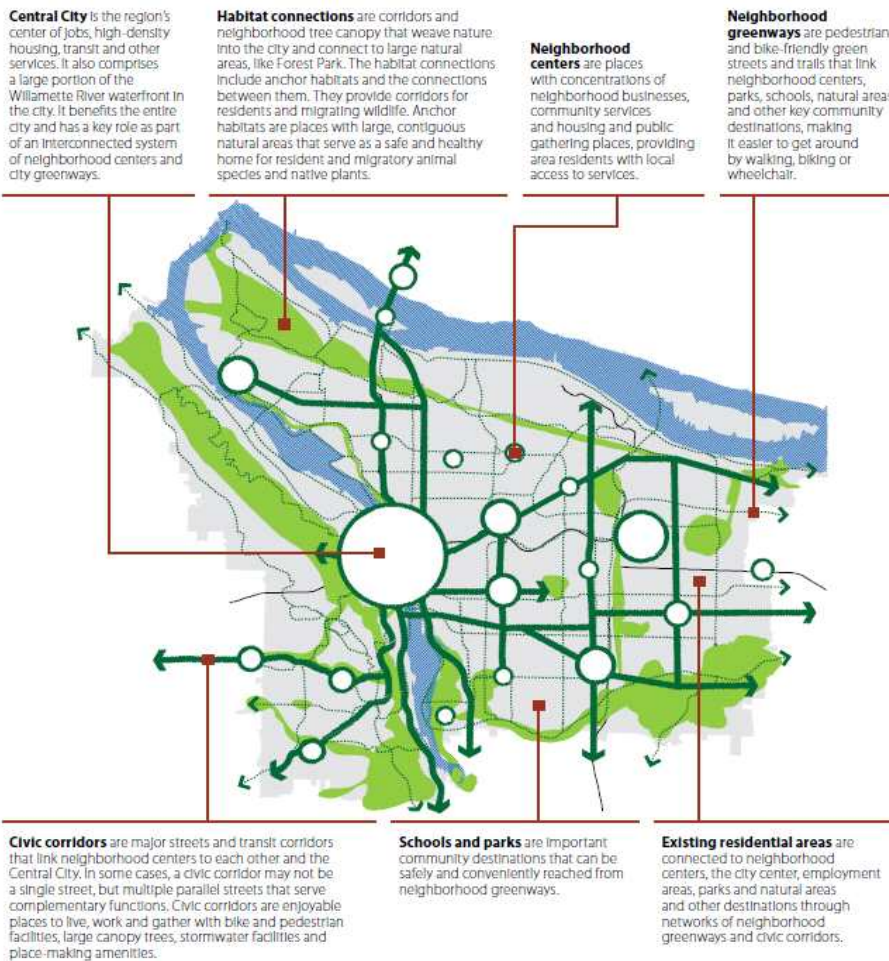 Central City is the region's
center of jobs, high-density
housing, transit and other
services. It also comprises
a large portion of the
Willamette River waterfront in
the city. It benefits the entire
city and has a key role as part
of an interconnected system
of neighborhood centers and
city greenways.
Habitat connections are corridors and
neighborhood tree canopy that weave nature
into the city and connect to large natural
areas, like Forest Park. The habitat connections
include anchor habitats and the connections
between them. They provide corridors for
residents and migrating wildlife. Anchor
habitats are places with large, contiguous
natural areas that serve as a safe and healthy
home for resident and migratory animal
species and native plants.
Neighborhood
centers are places
with concentrations of
neighborhood businesses,
community services
and housing and public
gathering places, providing
area residents with local
access to services.
Neighborhood
greenways are pedestrian
and bike-friendly green
streets and trails that link
neighborhood centers,
parks, schools, natural areas
and other key community
destinations, making
it easier to get around
by walking, biking or
wheelchair.
Civic corridors are major streets and transit corridors
that link neighborhood centers to each other and the
Central City. In some cases, a civic corridor may not be
a single street, but multiple parallel streets that serve
complementary functions. Civic corridors are enjoyable
places to live, work and gather with bike and pedestrian
facilities, large canopy trees, stormwater facilities and
place-making amenities.
Schools and parks are important
community destinations that can be
safely and conveniently reached from
neighborhood greenways.
Existing residential areas are
connected to neighborhood
centers, the city center, employment
areas, parks and natural areas
and other destinations through
networks of neighborhood
greenways and civic corridors.